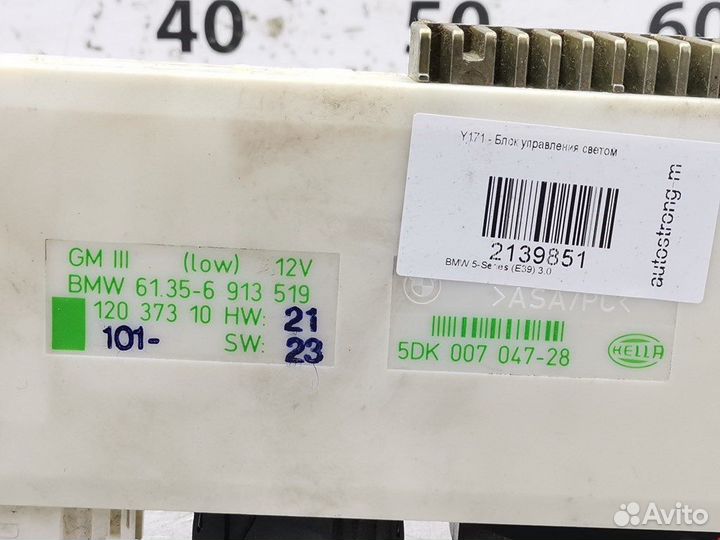 40 50 60
Y171 - Блок управления светом
2139851
BMW 5-Series (E39) 3.0
autostrong-m
GM III (low) 12V
BMW 61.35-6 913 519
120 373 10 HW: 21
101- SW: 23
>ASA/PC<
5DK 007 047-28
HELLA
Avito